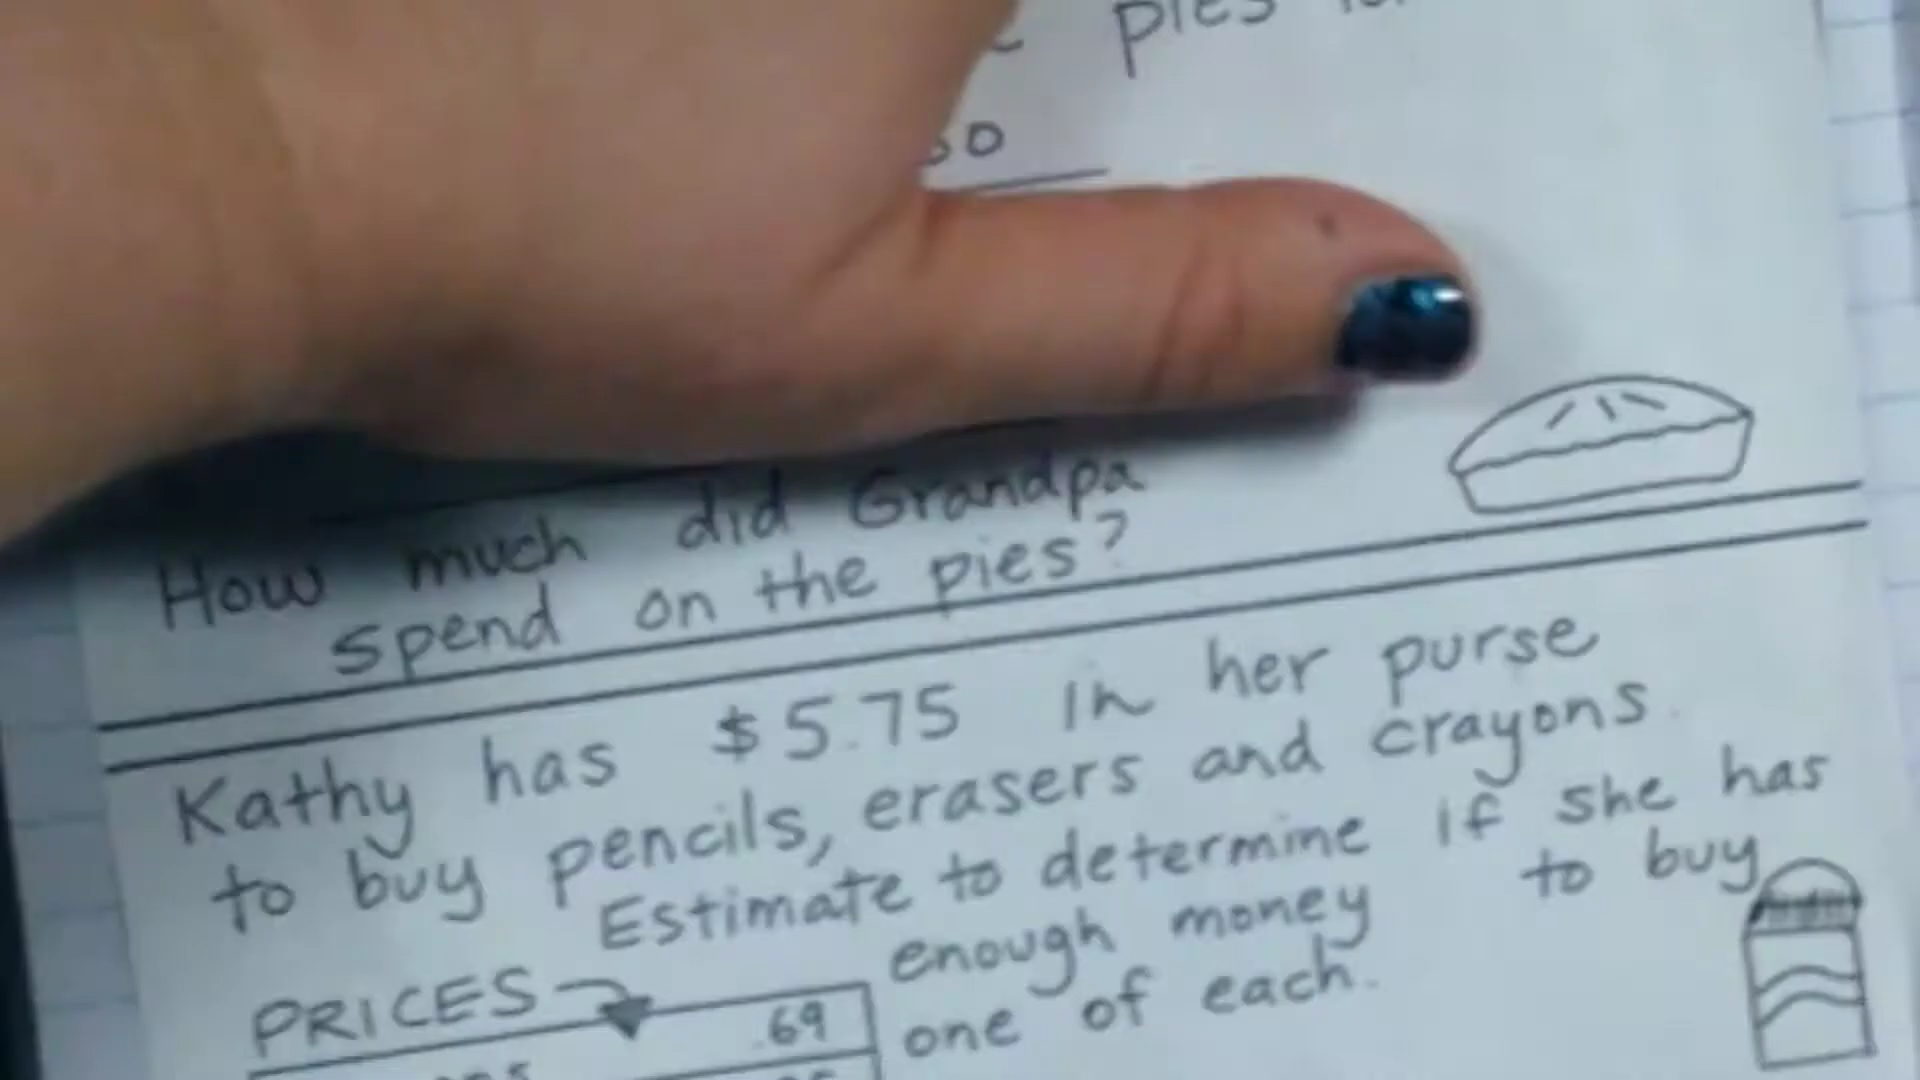 pies
How much did Grandpa
spend on the pies?
Kathy has $5.75 in her purse
to buy pencils, erasers and crayons.
Estimate to determine if she has
enough money to buy
one of each.
PRICES
.69